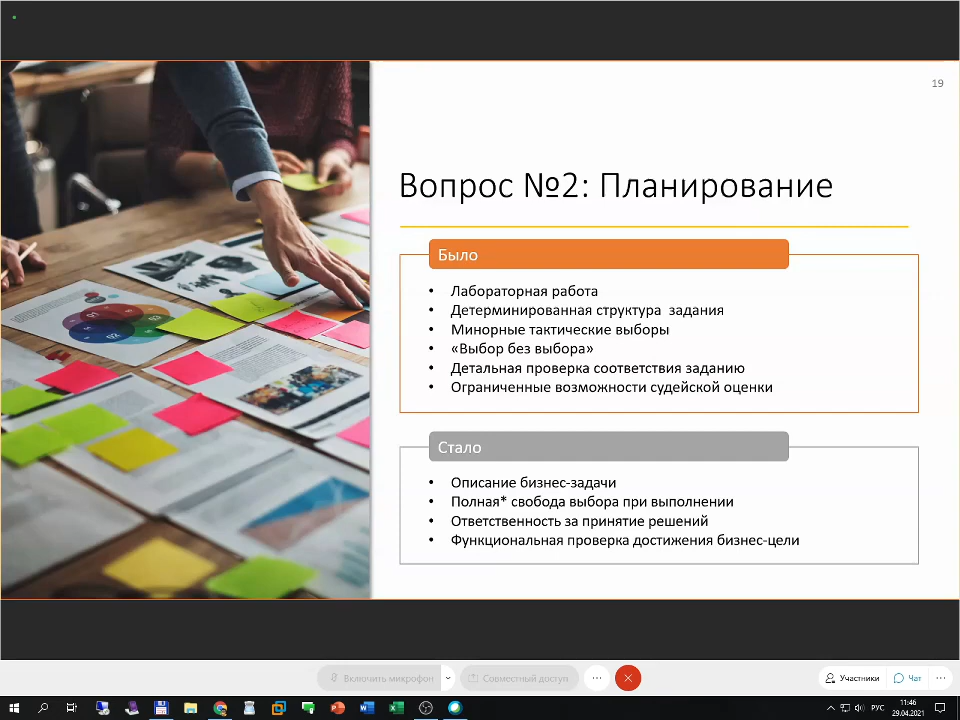 19
Вопрос №2: Планирование
Было
• Лабораторная работа
• Детерминированная структура задания
• Минорные тактические выборы
• «Выбор без выбора»
• Детальная проверка соответствия заданию
• Ограниченные возможности судейской оценки
Стало
• Описание бизнес-задачи
• Полная* свобода выбора при выполнении
• Ответственность за принятие решений
• Функциональная проверка достижения бизнес-цели
Включить микрофон
Совместный доступ
Участники
Чат
РУС
11:46
29.04.2021